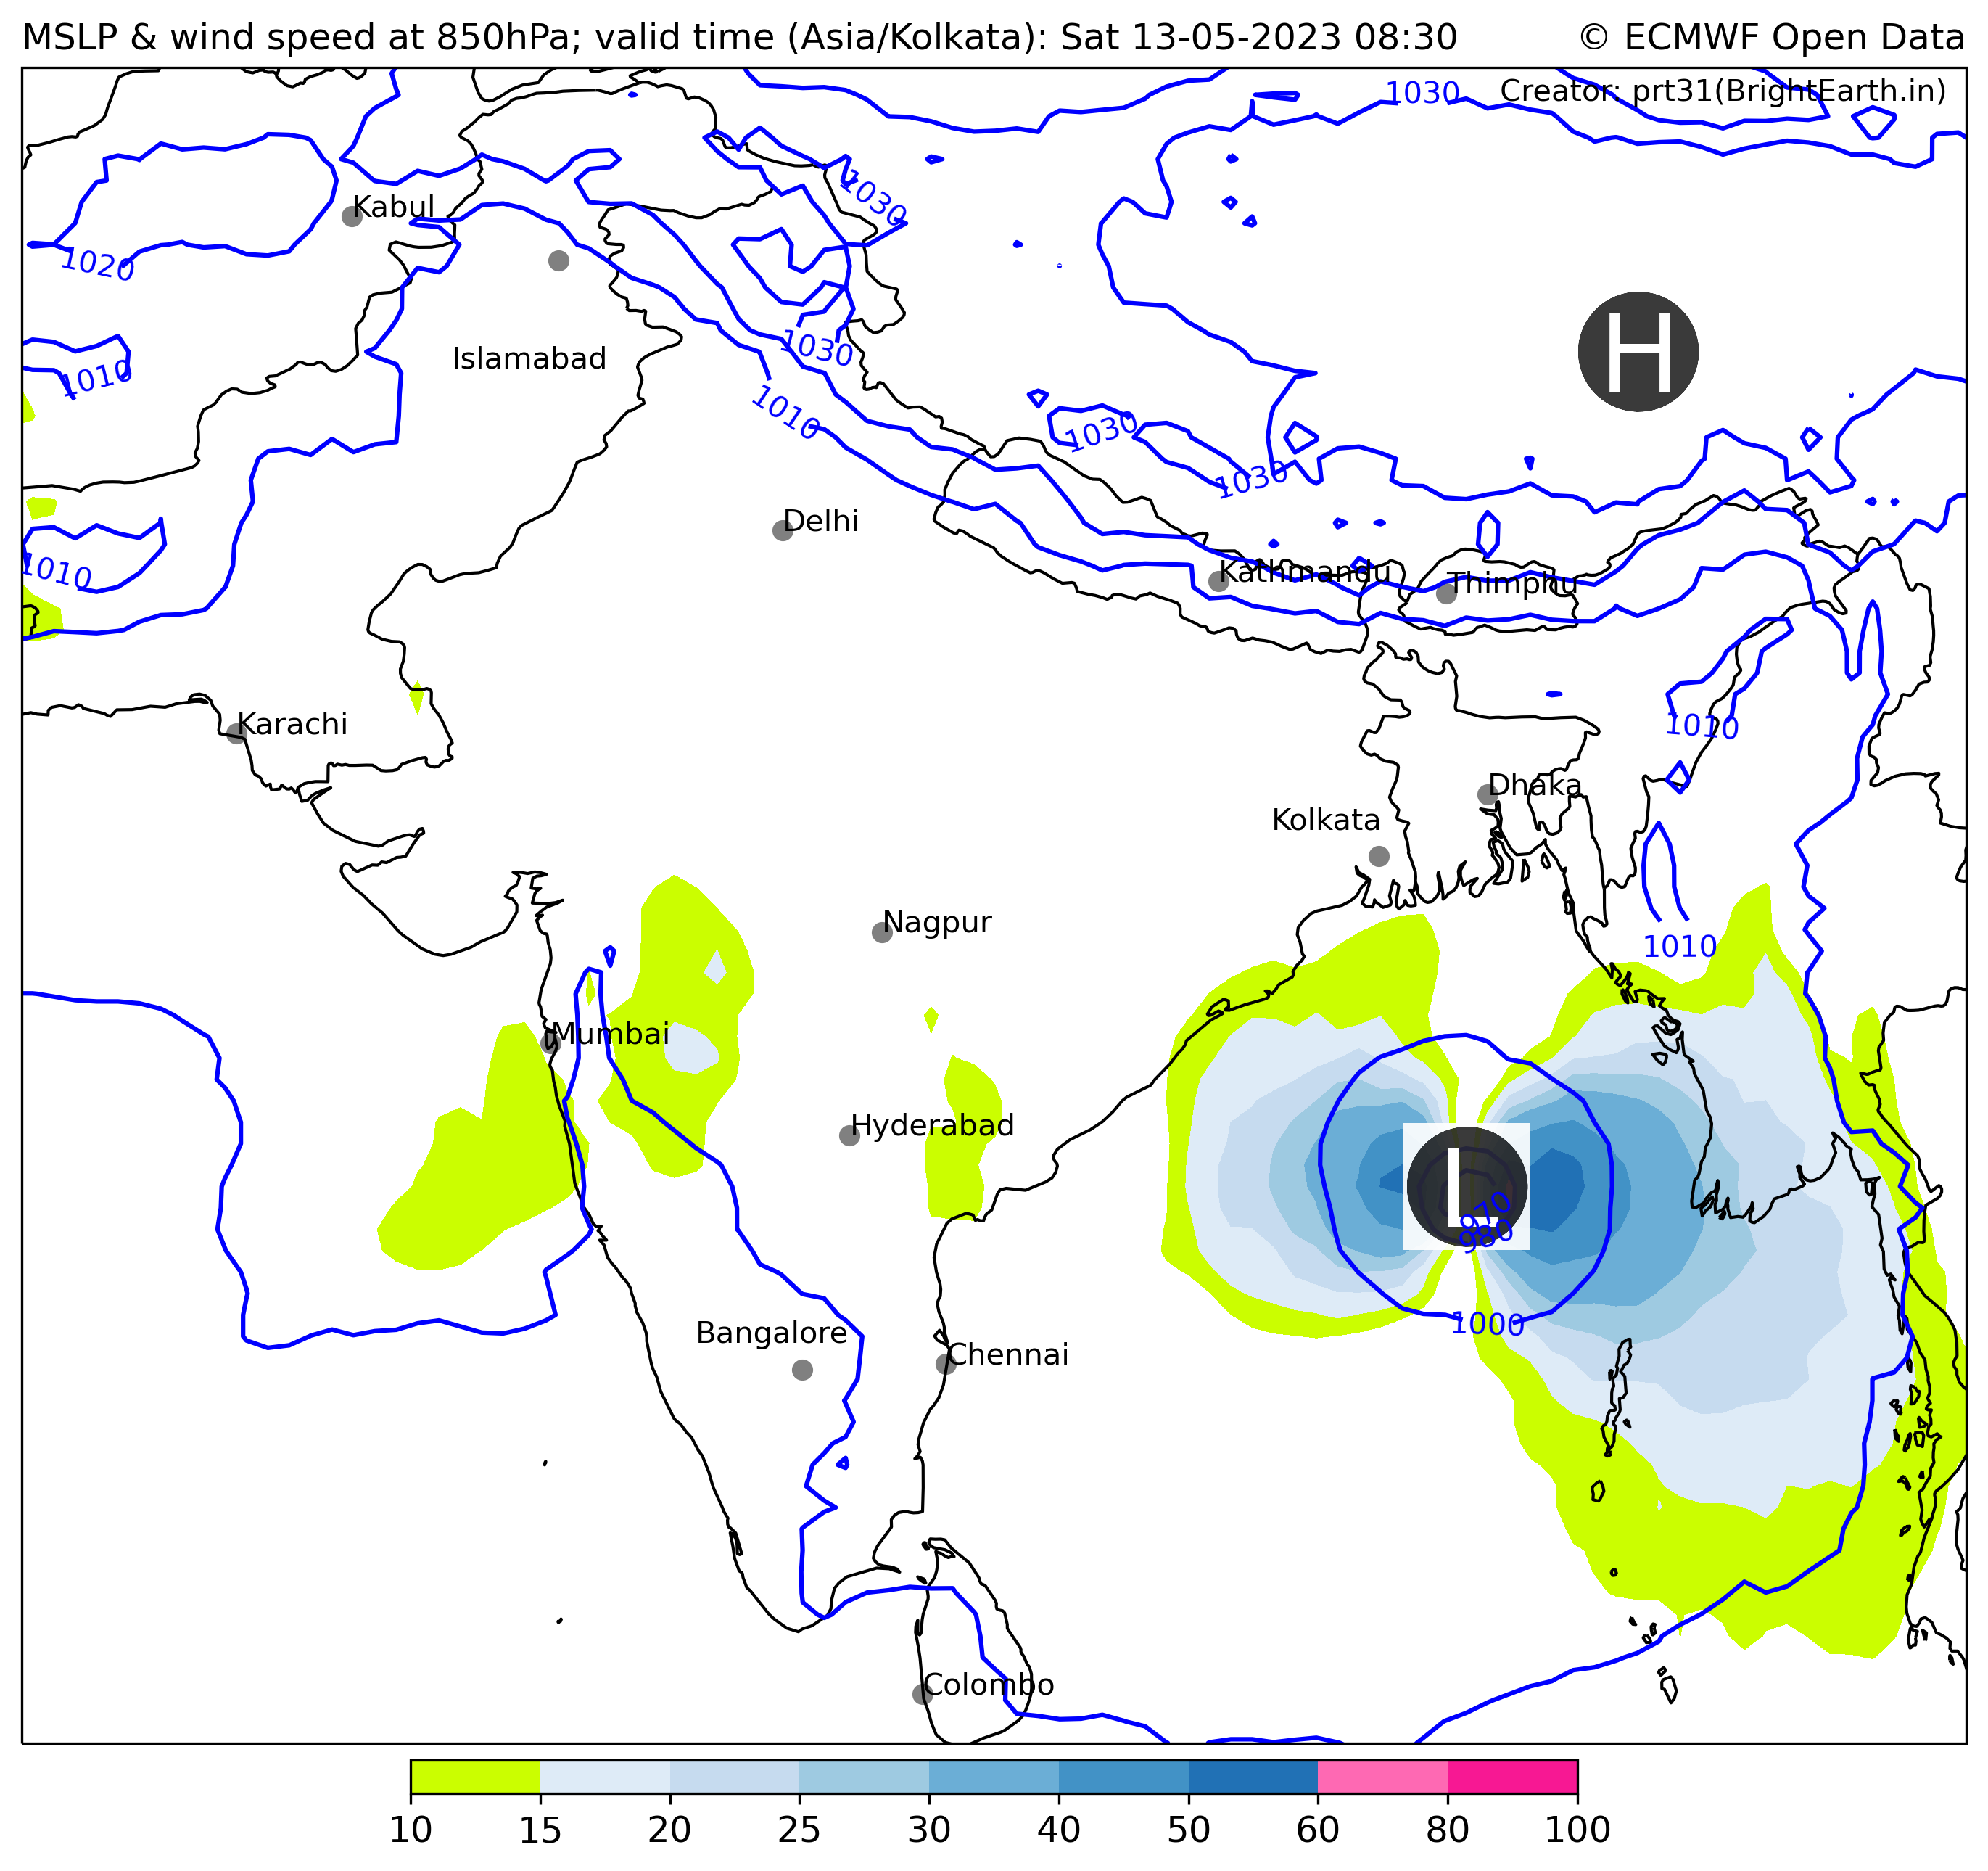 MSLP & wind speed at 850hPa; valid time (Asia/Kolkata): Sat 13-05-2023 08:30 © ECMWF Open Data
1030 Creator: prt31(BrightEarth.in)
1030
Kabul
1020
H
1030
Islamabad
1010
1010
1030
1030
Delhi
1010
Kathmandu
Thimphu
Karachi
1010
Dhaka
Kolkata
Nagpur
1010
Mumbai
Hyderabad
L
970
980
1000
Bangalore
Chennai
Colombo
10 15 20 25 30 40 50 60 80 100